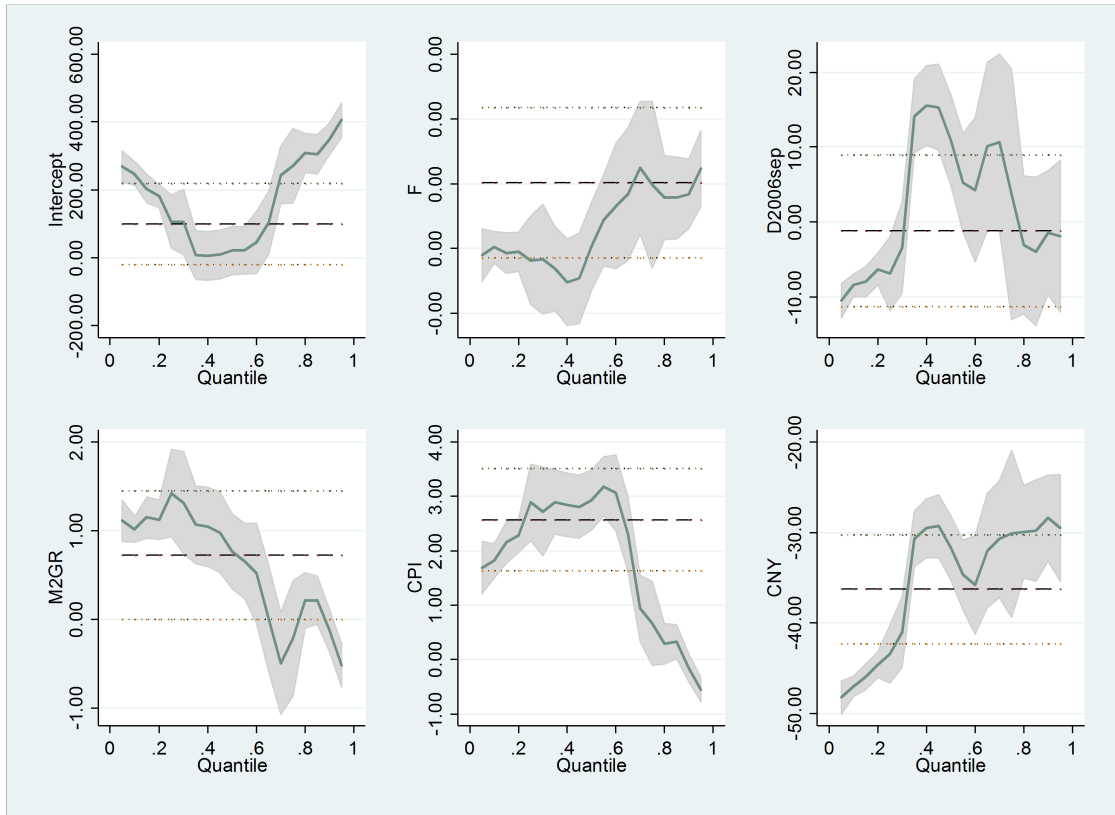 Intercept
600.00
400.00
200.00
0.00
-200.00
0 .2 .4 .6 .8 1
Quantile
F
0.00
0.00
0.00
0.00
-0.00
0 .2 .4 .6 .8 1
Quantile
D2006sep
20.00
10.00
0.00
-10.00
0 .2 .4 .6 .8 1
Quantile
M2GR
2.00
1.00
0.00
-1.00
0 .2 .4 .6 .8 1
Quantile
CPI
4.00
3.00
2.00
1.00
0.00
-1.00
0 .2 .4 .6 .8 1
Quantile
CNY
-20.00
-30.00
-40.00
-50.00
0 .2 .4 .6 .8 1
Quantile